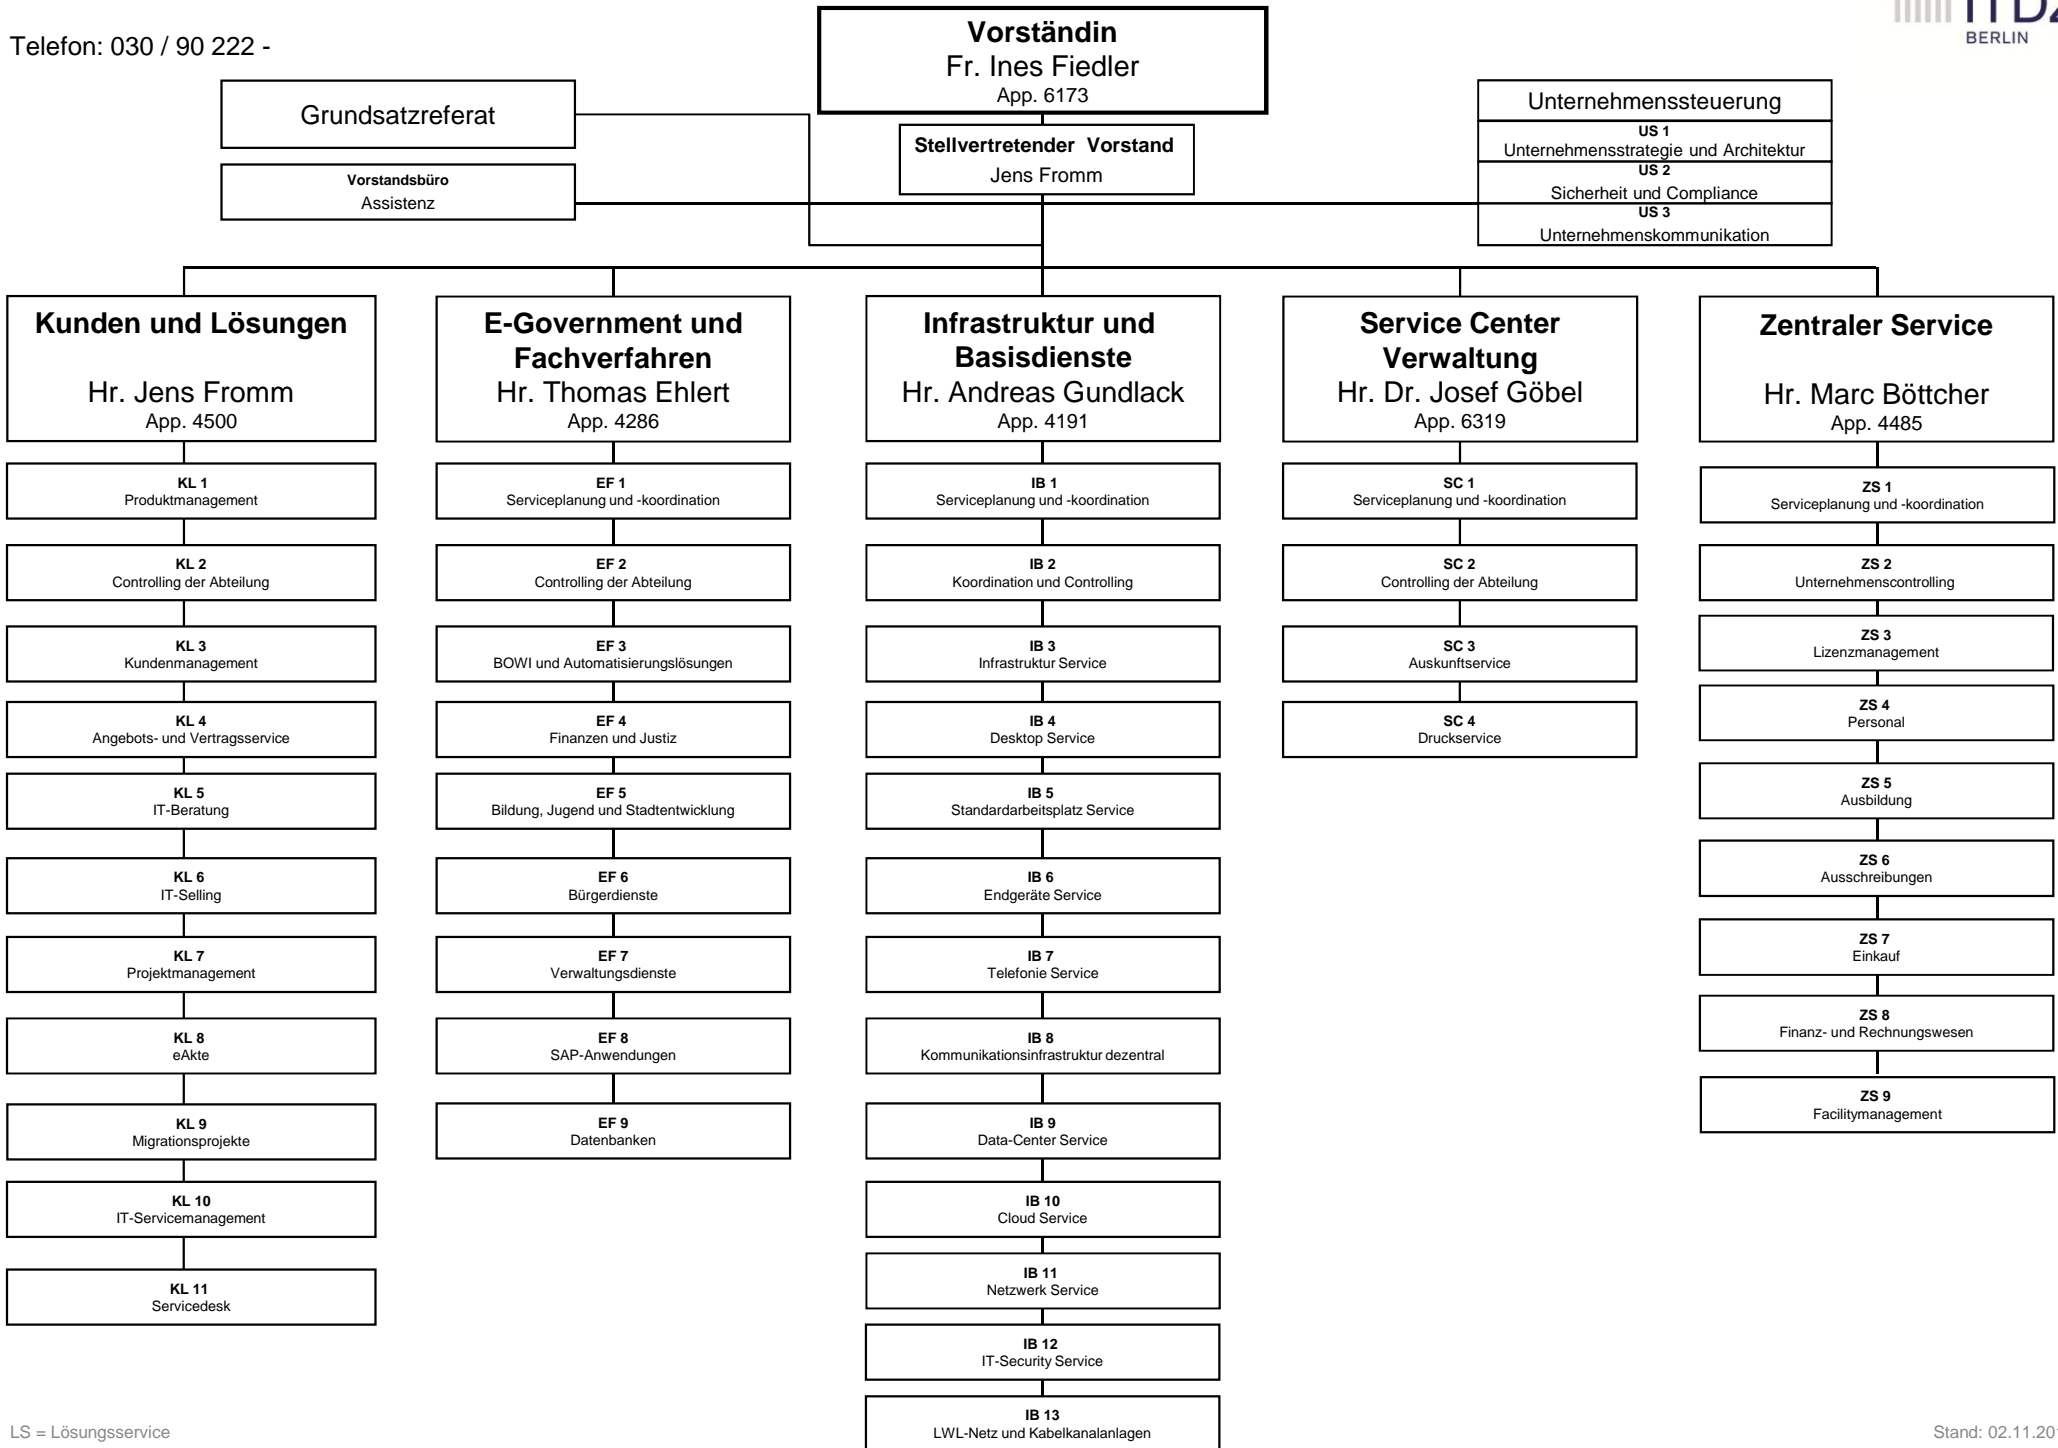 Telefon: 030 / 90 222 -
BERLIN
Vorständin
Fr. Ines Fiedler
App. 6173
Stellvertretender Vorstand
Jens Fromm
Grundsatzreferat
Vorstandsbüro
Assistenz
Unternehmenssteuerung
US 1
Unternehmensstrategie und Architektur
US 2
Sicherheit und Compliance
US 3
Unternehmenskommunikation
Kunden und Lösungen
Hr. Jens Fromm
App. 4500
KL 1
Produktmanagement
KL 2
Controlling der Abteilung
KL 3
Kundenmanagement
KL 4
Angebots- und Vertragsservice
KL 5
IT-Beratung
KL 6
IT-Selling
KL 7
Projektmanagement
KL 8
eAkte
KL 9
Migrationsprojekte
KL 10
IT-Servicemanagement
KL 11
Servicedesk
E-Government und
Fachverfahren
Hr. Thomas Ehlert
App. 4286
EF 1
Serviceplanung und -koordination
EF 2
Controlling der Abteilung
EF 3
BOWI und Automatisierungslösungen
EF 4
Finanzen und Justiz
EF 5
Bildung, Jugend und Stadtentwicklung
EF 6
Bürgerdienste
EF 7
Verwaltungsdienste
EF 8
SAP-Anwendungen
EF 9
Datenbanken
Infrastruktur und
Basisdienste
Hr. Andreas Gundlack
App. 4191
IB 1
Serviceplanung und -koordination
IB 2
Koordination und Controlling
IB 3
Infrastruktur Service
IB 4
Desktop Service
IB 5
Standardarbeitsplatz Service
IB 6
Endgeräte Service
IB 7
Telefonie Service
IB 8
Kommunikationsinfrastruktur dezentral
IB 9
Data-Center Service
IB 10
Cloud Service
IB 11
Netzwerk Service
IB 12
IT-Security Service
IB 13
LWL-Netz und Kabelkanalanlagen
Service Center
Verwaltung
Hr. Dr. Josef Göbel
App. 6319
SC 1
Serviceplanung und -koordination
SC 2
Controlling der Abteilung
SC 3
Auskunftservice
SC 4
Druckservice
Zentraler Service
Hr. Marc Böttcher
App. 4485
ZS 1
Serviceplanung und -koordination
ZS 2
Unternehmenscontrolling
ZS 3
Lizenzmanagement
ZS 4
Personal
ZS 5
Ausbildung
ZS 6
Ausschreibungen
ZS 7
Einkauf
ZS 8
Finanz- und Rechnungswesen
ZS 9
Facilitymanagement
LS = Lösungsservice
Stand: